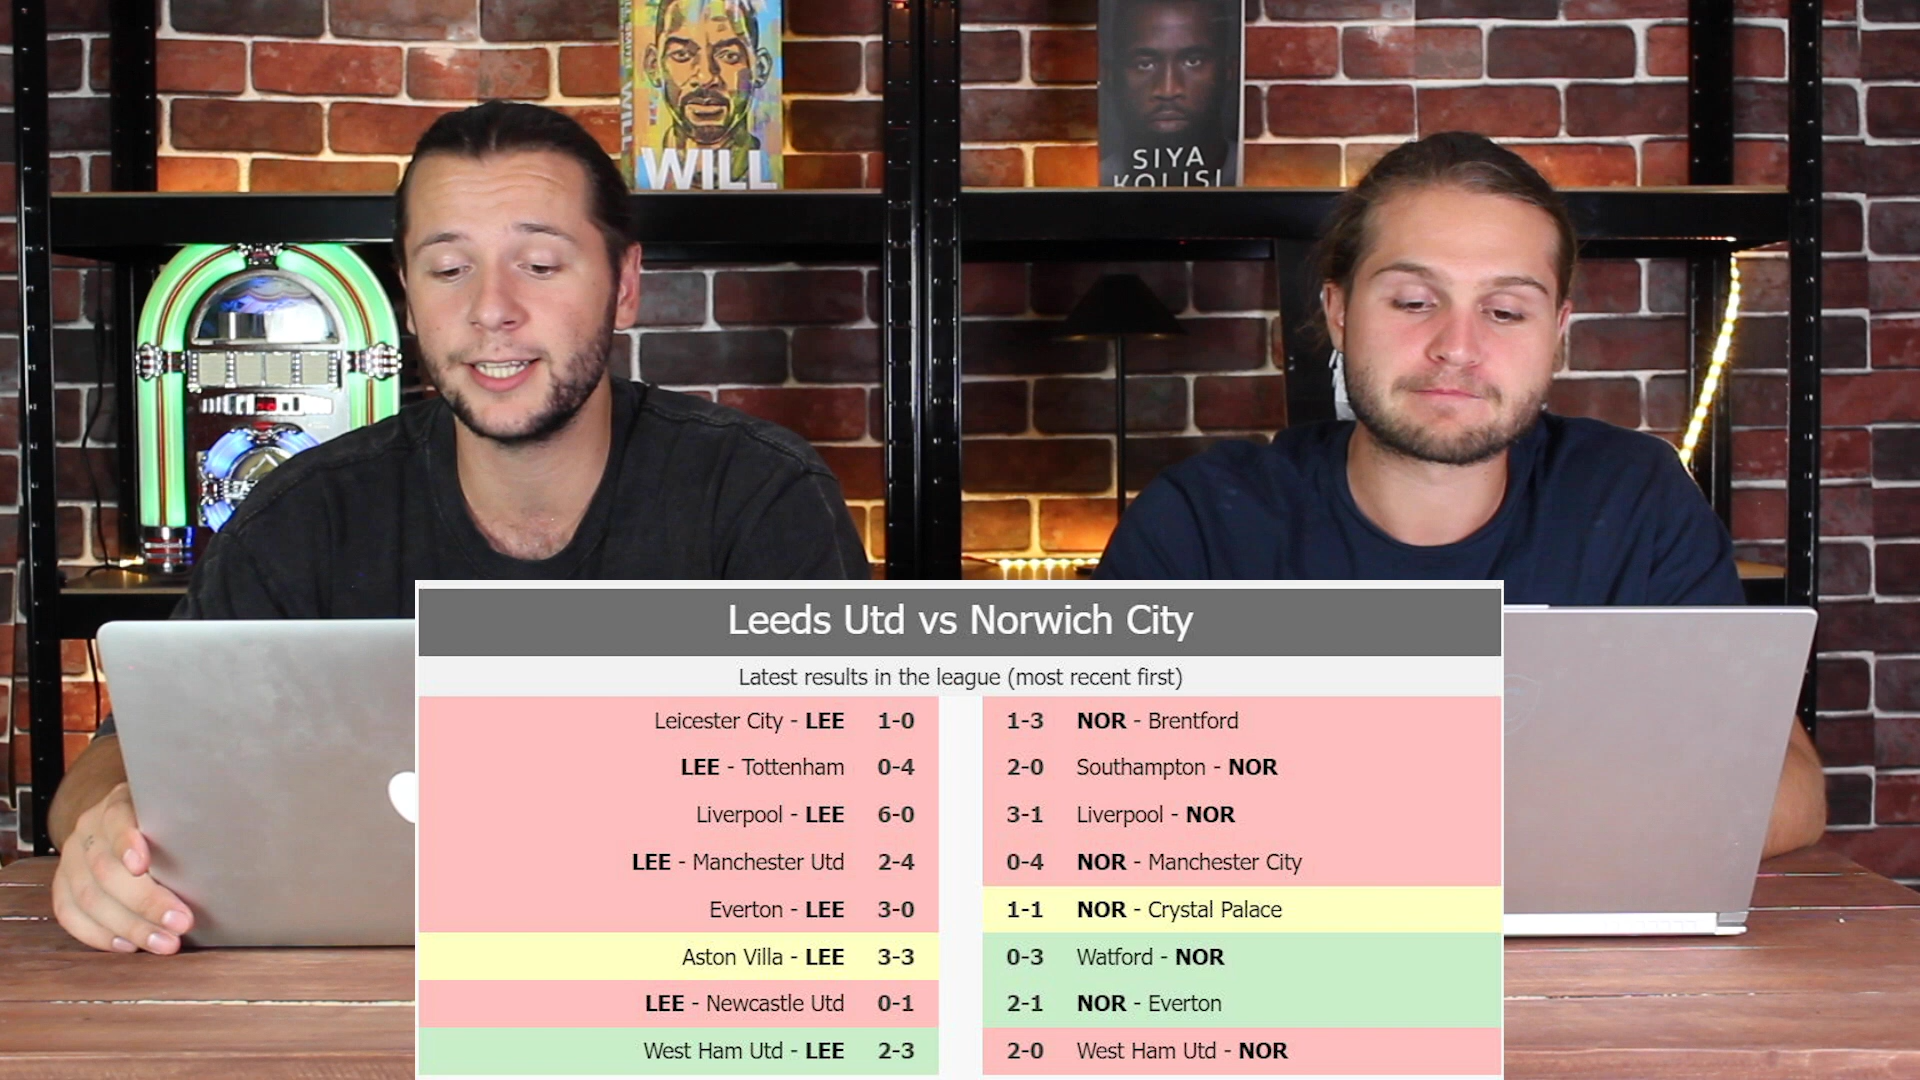 WILL
WILL
SIYA
KOLISI
Leeds Utd vs Norwich City
Latest results in the league (most recent first)
Leicester City - LEE 1-0 1-3 NOR - Brentford
LEE - Tottenham 0-4 2-0 Southampton - NOR
Liverpool - LEE 6-0 3-1 Liverpool - NOR
LEE - Manchester Utd 2-4 0-4 NOR - Manchester City
Everton - LEE 3-0 1-1 NOR - Crystal Palace
Aston Villa - LEE 3-3 0-3 Watford - NOR
LEE - Newcastle Utd 0-1 2-1 NOR - Everton
West Ham Utd - LEE 2-3 2-0 West Ham Utd - NOR